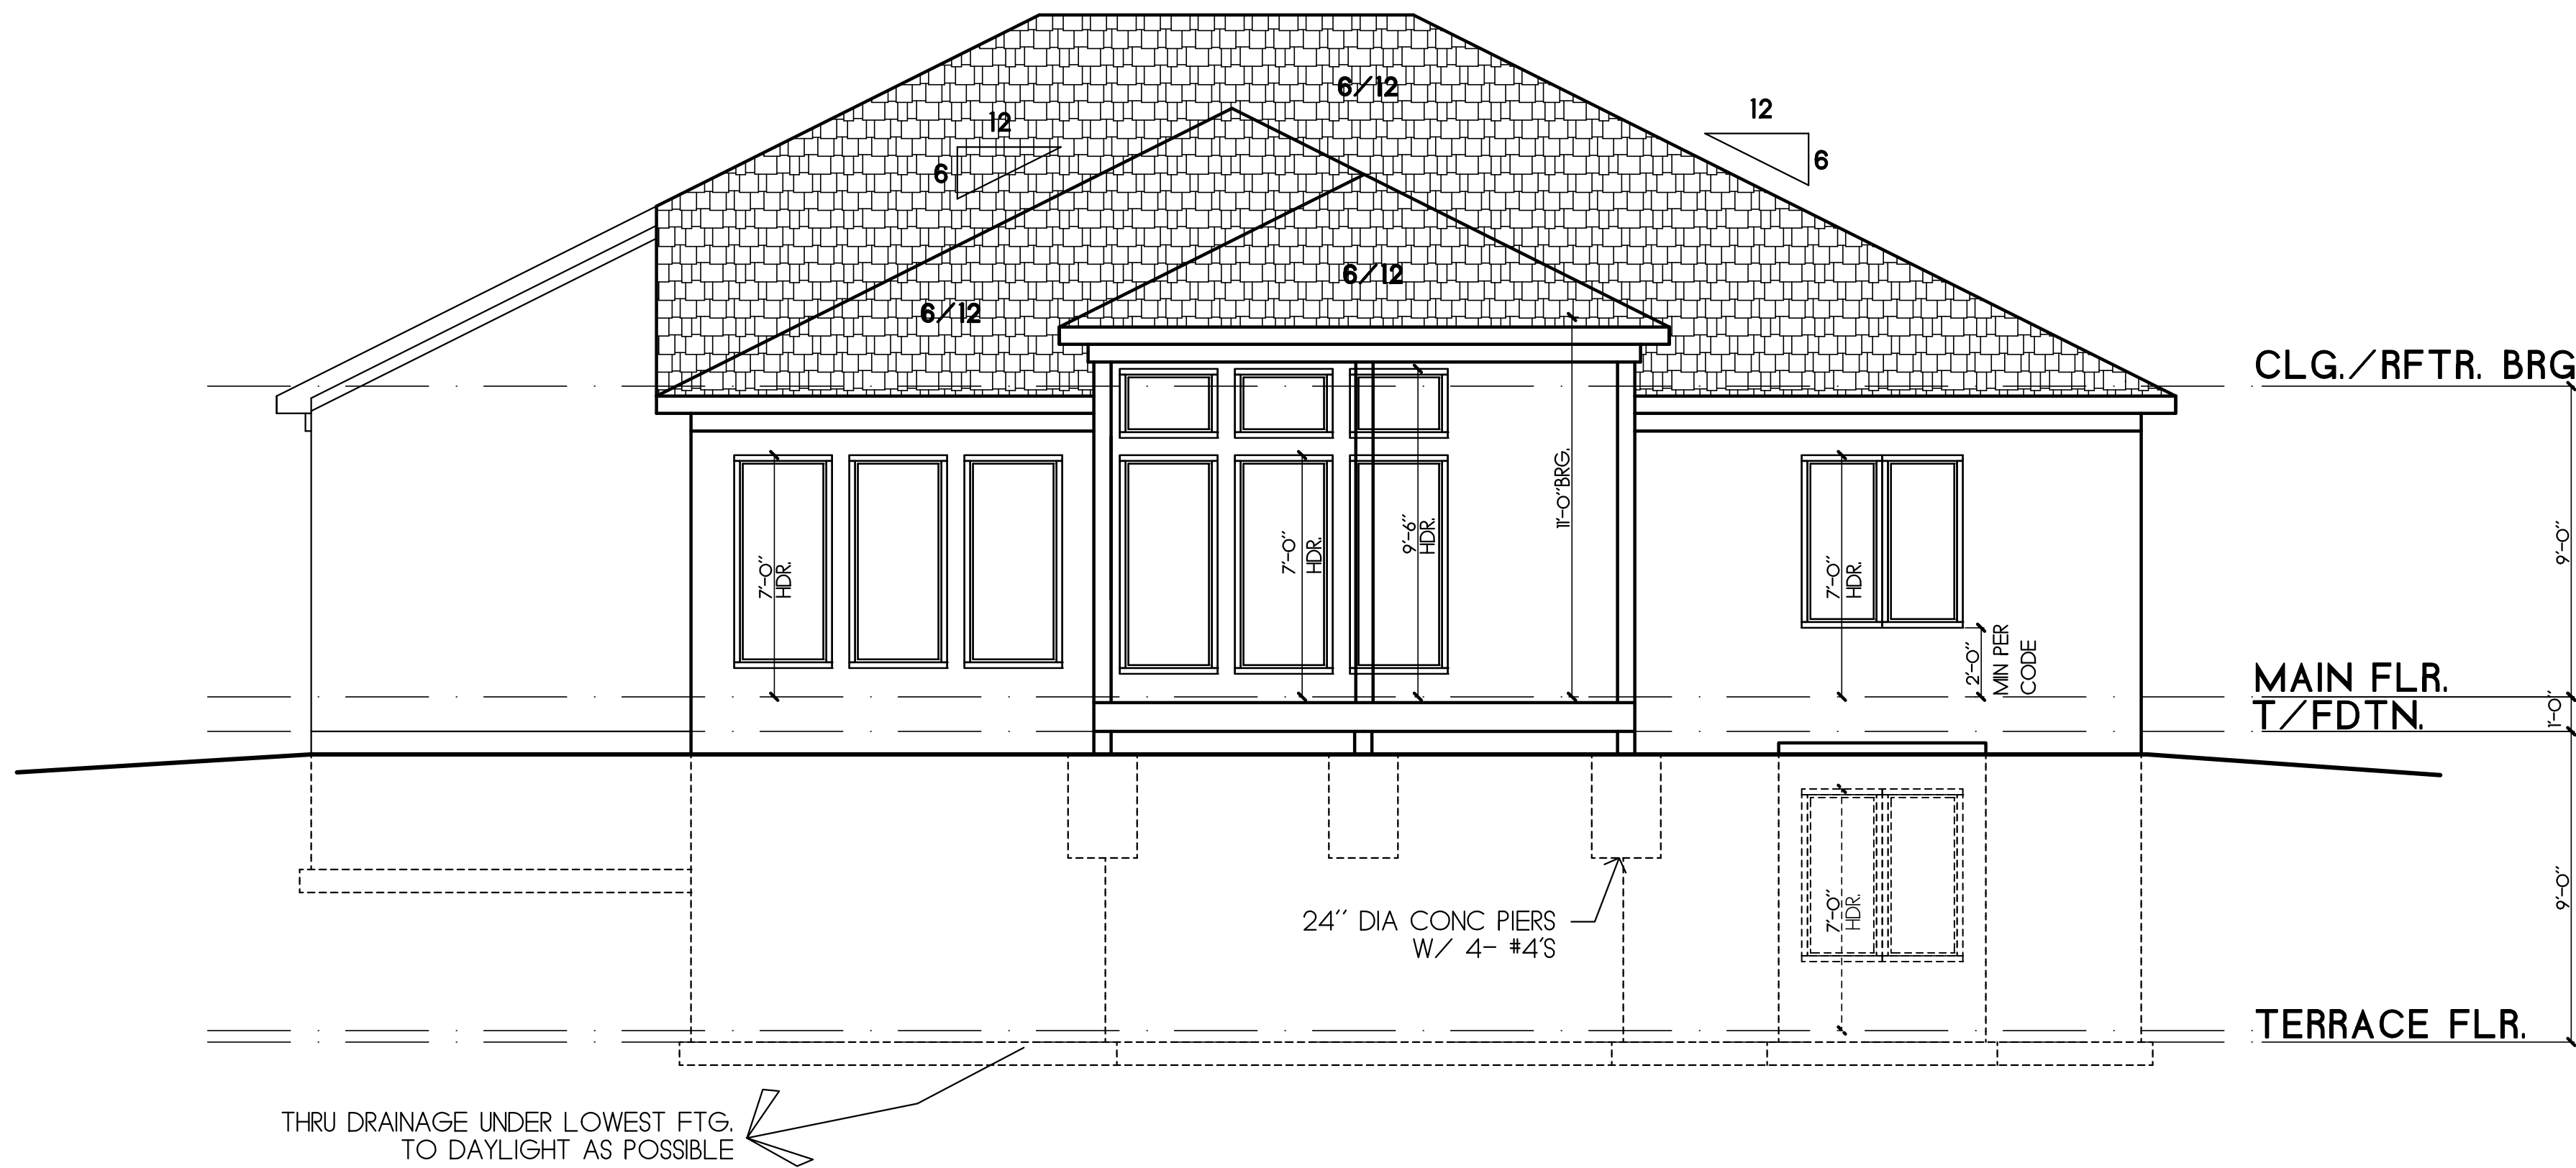 6/12
12
6
12
6
6/12
6/12
CLG./RFTR. BRG
7'-0"
HDR.
7'-0"
HDR.
9'-6"
HDR.
11'-0" BRG.
7'-0"
HDR.
2'-0"
MIN PER
CODE
9'-0"
MAIN FLR.
T/FDTN.
1'-0"
7'-0"
HDR.
9'-0"
24" DIA CONC PIERS
W/ 4- #4'S
TERRACE FLR.
THRU DRAINAGE UNDER LOWEST FTG.
TO DAYLIGHT AS POSSIBLE